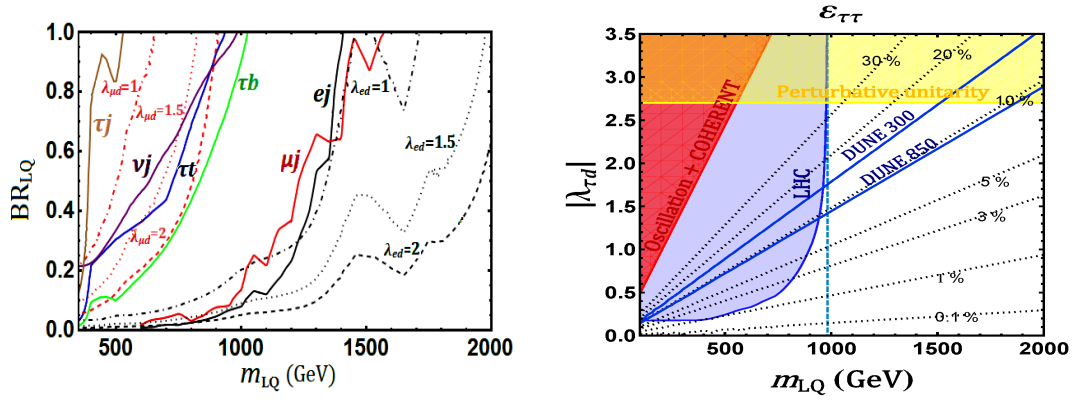 BR_LQ
1.0
0.8
0.6
0.4
0.2
0.0
τj
λ_μd=1
λ_μd=1.5
νj
τt
λ_μd=2
τb
ej
μj
λ_ed=1
λ_ed=1.5
λ_ed=2
500
1000
1500
2000
m_LQ (GeV)
ε_ττ
|λ_τd|
3.5
3.0
2.5
2.0
1.5
1.0
0.5
0.0
30 %
20 %
Perturbative unitarity
10 %
Oscillation + COHERENT
DUNE 300
DUNE 850
LHC
5 %
3 %
1 %
0.1 %
500
1000
1500
2000
m_LQ (GeV)